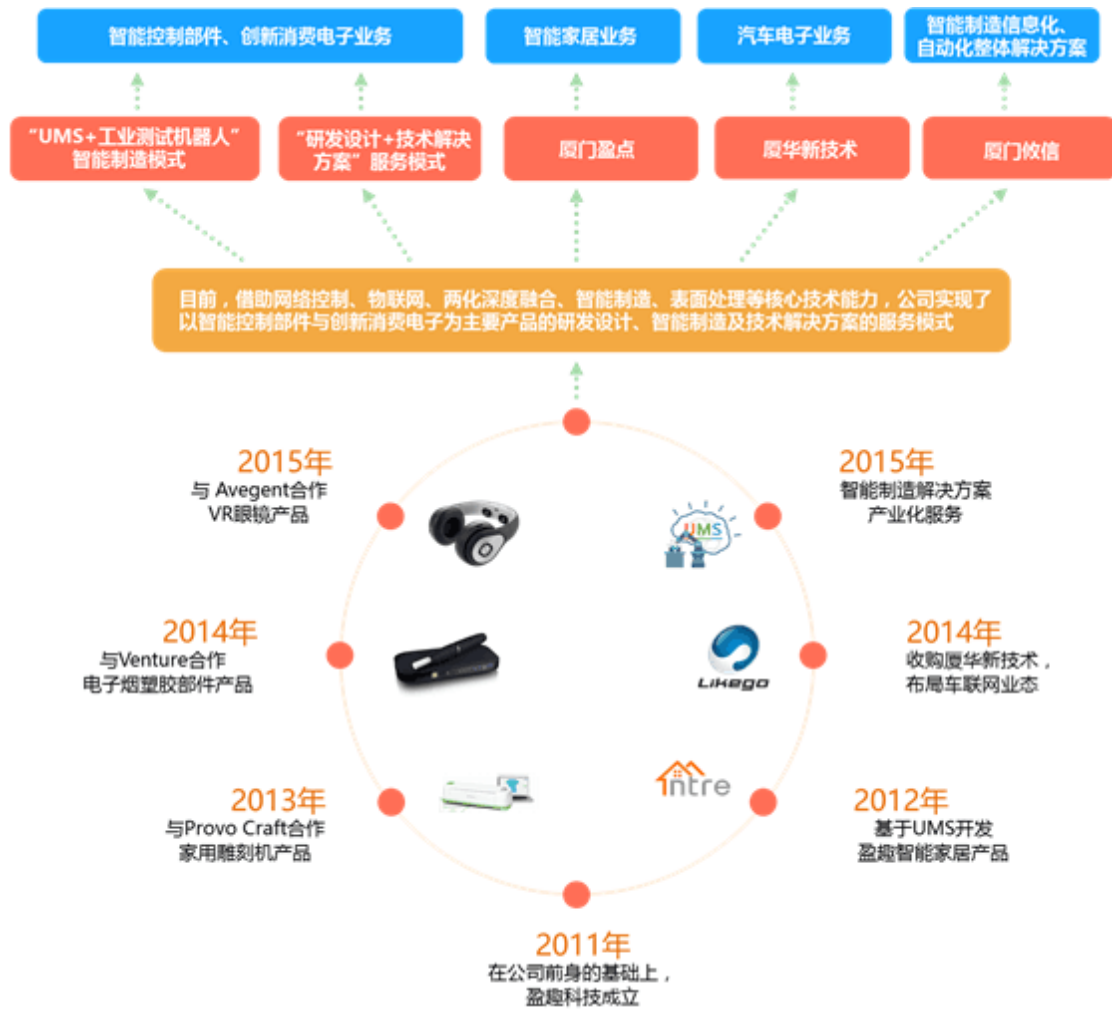 智能控制部件、创新消费电子业务
智能家居业务
汽车电子业务
智能制造信息化、
自动化整体解决方案
“UMS+工业测试机器人”
智能制造模式
“研发设计+技术解决
方案”服务模式
厦门盈点
厦华新技术
厦门攸信
目前，借助网络控制、物联网、两化深度融合、智能制造、表面处理等核心技术能力，公司实现了
以智能控制部件与创新消费电子为主要产品的研发设计、智能制造及技术解决方案的服务模式
2015年
与 Avegent合作
VR眼镜产品
2015年
智能制造解决方案
产业化服务
UMS
2014年
与Venture合作
电子烟塑胶部件产品
Likego
2014年
收购厦华新技术，
布局车联网业态
2013年
与Provo Craft合作
家用雕刻机产品
intre
2012年
基于UMS开发
盈趣智能家居产品
2011年
在公司前身的基础上，
盈趣科技成立